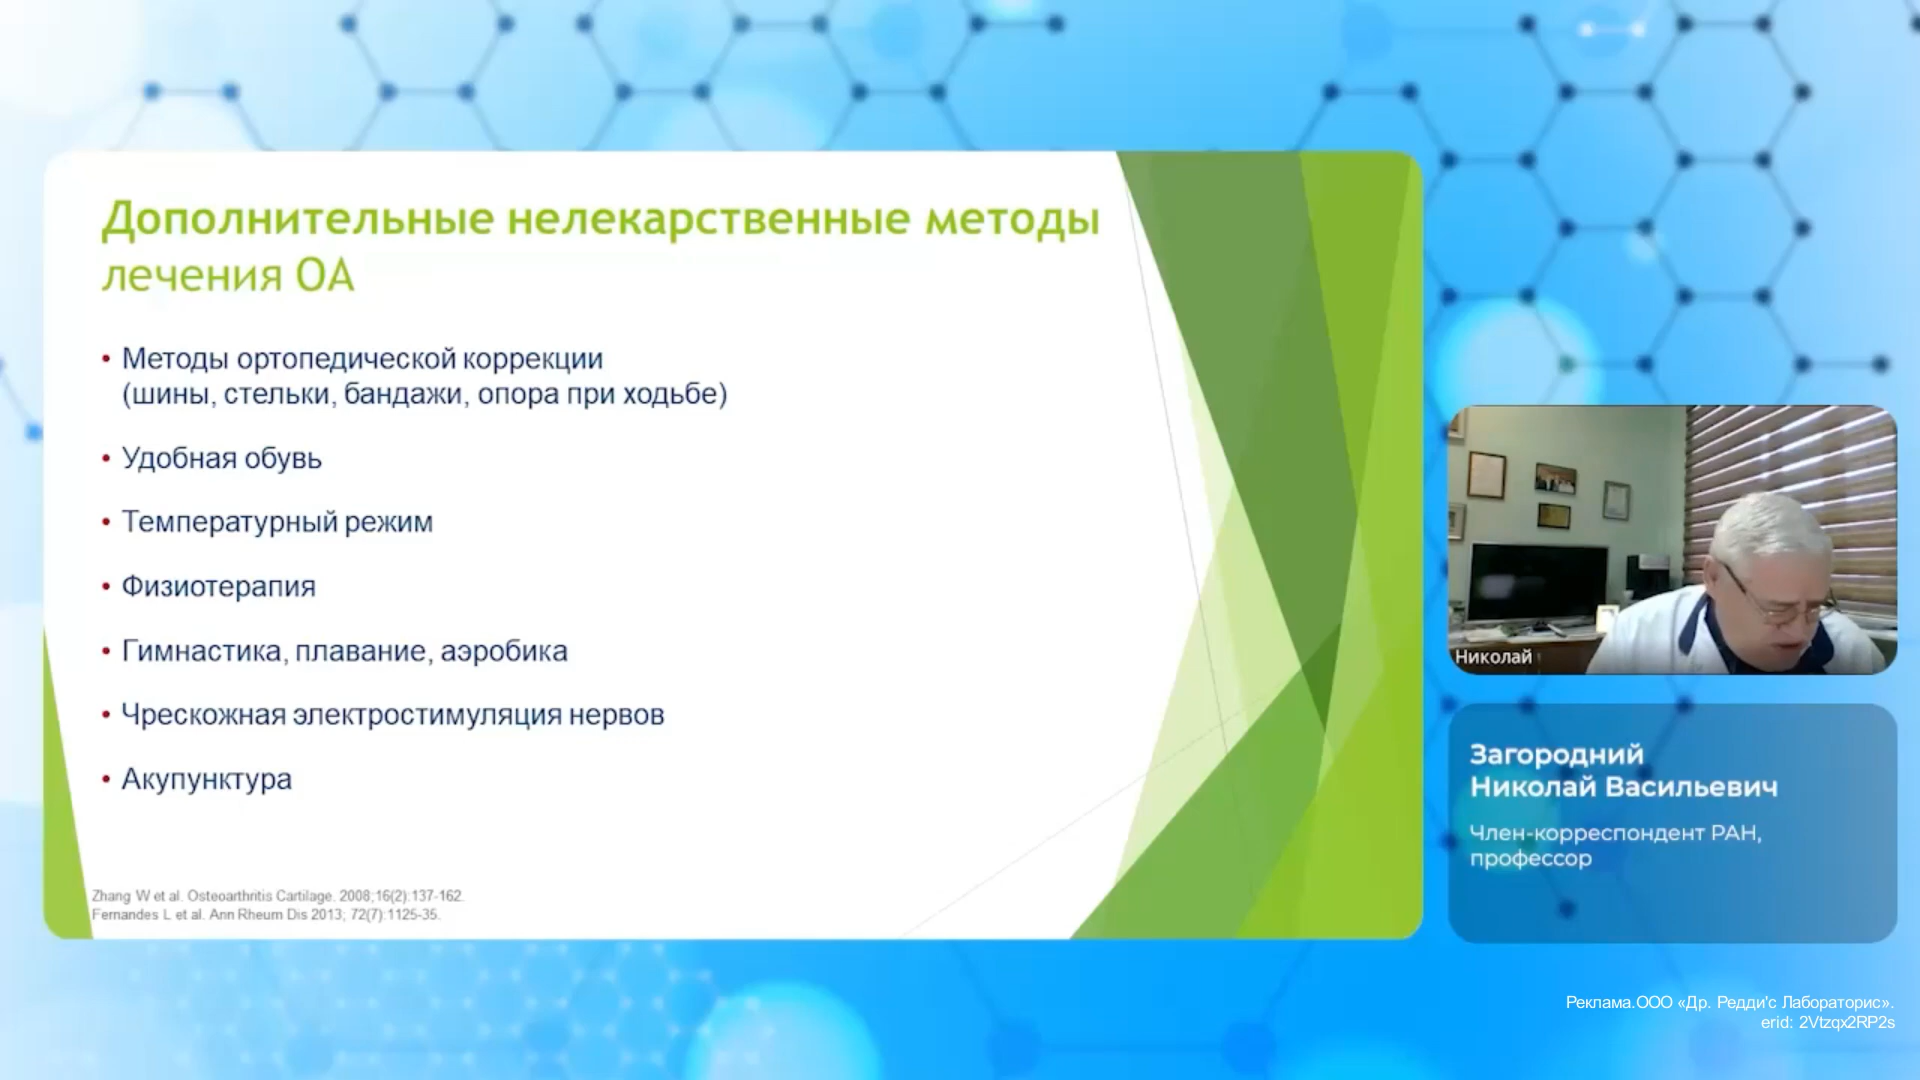 Дополнительные нелекарственные методы
лечения ОА
• Методы ортопедической коррекции
(шины, стельки, бандажи, опора при ходьбе)
• Удобная обувь
• Температурный режим
• Физиотерапия
• Гимнастика, плавание, аэробика
• Чрескожная электростимуляция нервов
• Акупунктура
Zhang W et al. Osteoarthritis Cartilage. 2008;16(2):137-162.
Fernandes L et al. Ann Rheum Dis 2013; 72(7):1125-35.
Николай
Загородний
Николай Васильевич
Член-корреспондент РАН,
профессор
Реклама.ООО «Др. Редди'с Лабораторис».
erid: 2Vtzqx2RP2s